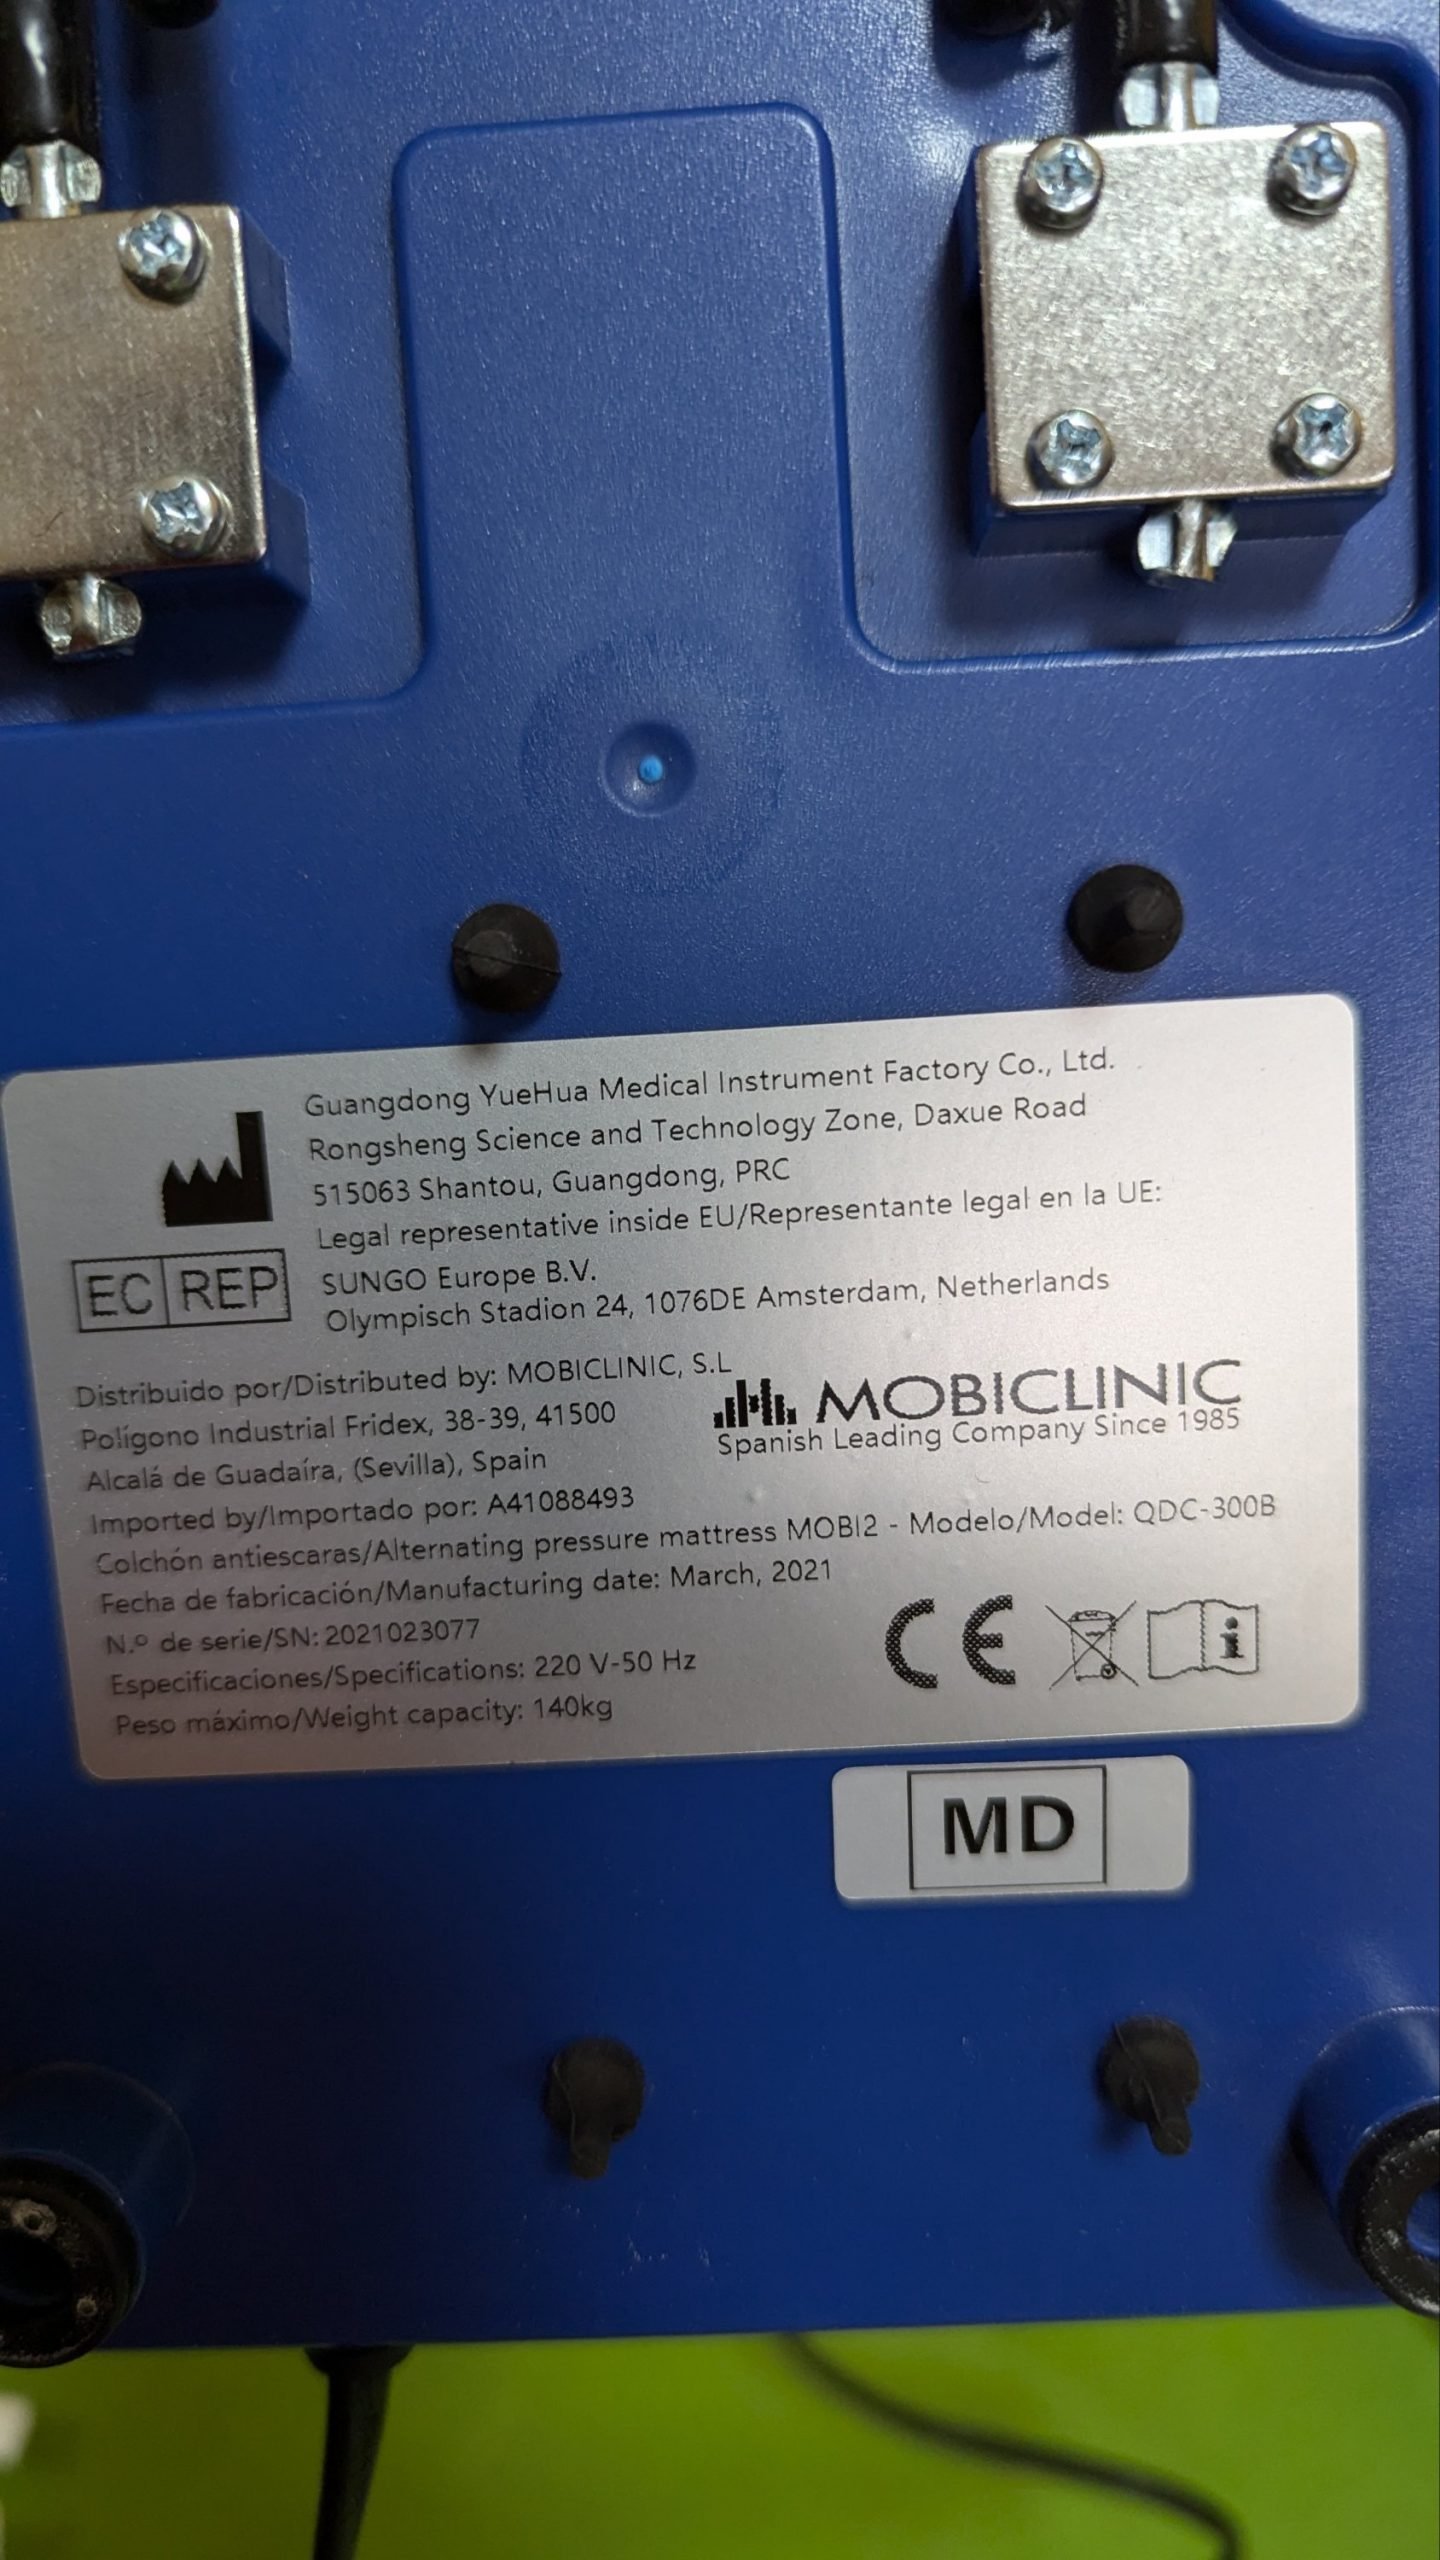 Guangdong YueHua Medical Instrument Factory Co., Ltd.
Rongsheng Science and Technology Zone, Daxue Road
515063 Shantou, Guangdong, PRC
Legal representative inside EU/Representante legal en la UE:
EC REP
SUNGO Europe B.V.
Olympisch Stadion 24, 1076DE Amsterdam, Netherlands
Distribuido por/Distributed by: MOBICLINIC, S.L
Polígono Industrial Fridex, 38-39, 41500
Alcalá de Guadaíra, (Sevilla), Spain
MOBICLINIC
Spanish Leading Company Since 1985
Imported by/Importado por: A41088493
Colchón antiescaras/Alternating pressure mattress MOBI2 - Modelo/Model: QDC-300B
Fecha de fabricación/Manufacturing date: March, 2021
N.º de serie/SN: 2021023077
Especificaciones/Specifications: 220 V-50 Hz
Peso máximo/Weight capacity: 140kg
CE
MD